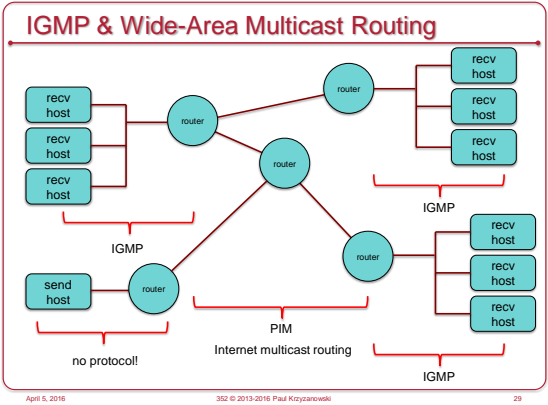 IGMP & Wide-Area Multicast Routing
recv
host
recv
host
recv
host
router
router
recv
host
recv
host
recv
host
router
IGMP
IGMP
send
host
router
router
recv
host
recv
host
recv
host
no protocol!
PIM
Internet multicast routing
IGMP
April 5, 2016
352 © 2013-2016 Paul Krzyzanowski
29